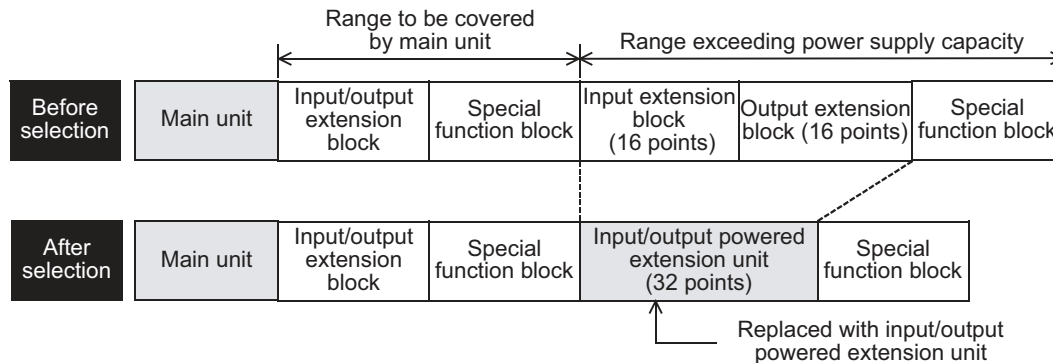 Range to be covered
by main unit
Range exceeding power supply capacity
Before
selection
Main unit
Input/output
extension
block
Special
function block
Input extension
block
(16 points)
Output extension
block (16 points)
Special
function block
After
selection
Main unit
Input/output
extension
block
Special
function block
Input/output powered
extension unit
(32 points)
Special
function block
Replaced with input/output
powered extension unit